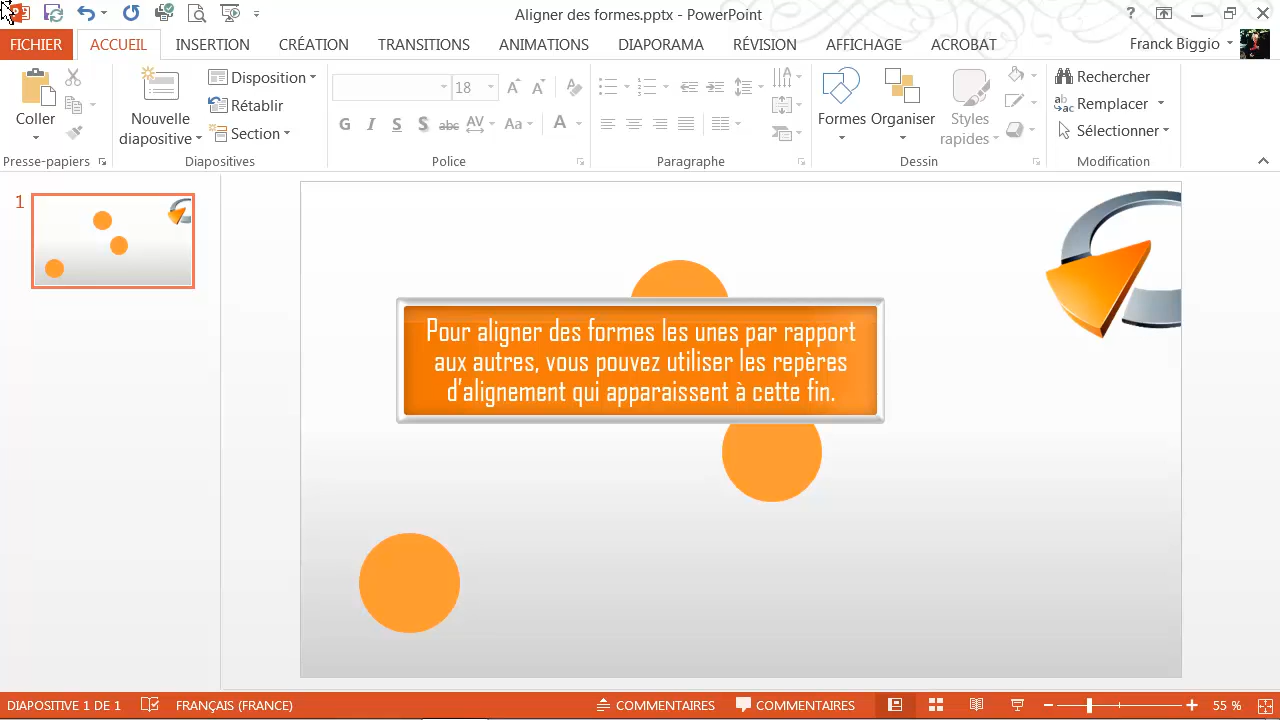 Aligner des formes.pptx - PowerPoint
?
FICHIER ACCUEIL INSERTION CRÉATION TRANSITIONS ANIMATIONS DIAPORAMA RÉVISION AFFICHAGE ACROBAT Franck Biggio
Coller
Presse-papiers
Nouvelle
diapositive
Disposition
Rétablir
Section
Diapositives
18
G I S S abc AV Aa A
Police
Paragraphe
Formes
Organiser
Styles
rapides
Dessin
Rechercher
Remplacer
Sélectionner
Modification
1
Pour aligner des formes les unes par rapport
aux autres, vous pouvez utiliser les repères
d'alignement qui apparaissent à cette fin.
DIAPOSITIVE 1 DE 1 FRANÇAIS (FRANCE) COMMENTAIRES COMMENTAIRES 55 %